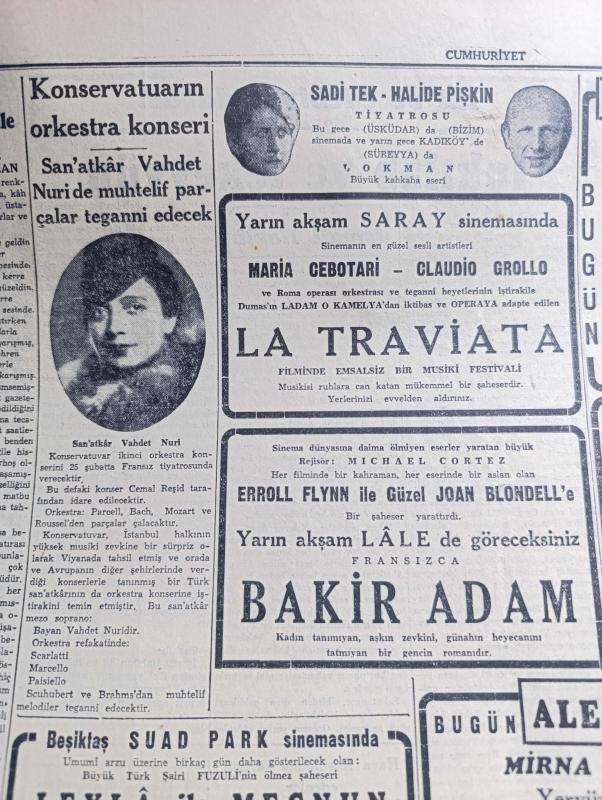 CUMHURİYET
Konservatuarın
orkestra konseri
San'atkâr Vahdet
Nuri de muhtelif par-
çalar teganni edecek
San'atkâr Vahdet Nuri
Konservatuvar ikinci orkestra kon-
serini 25 şubatta Fransız tiyatrosunda
verecektir.
Bu defaki konser Cemal Reşid tara-
fından idare edilecektir.
Orkestra: Parcell, Bach, Mozart ve
Roussel'den parçalar çalacaktır.
Konservatuvar, İstanbul halkının
yüksek musiki zevkine bir sürpriz o-
larak Viyanada tahsil etmiş ve orada
ve Avrupanın diğer şehirlerinde ver-
diği konserlerle tanınmış bir Türk
san'atkârının da orkestra konserine iş-
tirakini temin etmiştir. Bu san'atkâr
mezo soprano:
Bayan Vahdet Nuridir.
Orkestra refakatinde:
Scarlatti
Marcello
Paisiello
Scuhubert ve Brahms'dan muhtelif
melodiler teganni edecektir.
SADİ TEK - HALİDE PİŞKİN
TİYATROSU
Bu gece (ÜSKÜDAR) da (BİZİM)
sinemada ve yarın gece KADIKÖY' de
(SÜREYYA) da
LOKMAN
Büyük kahkaha eseri
Yarın akşam SARAY sinemasında
Sinemanın en güzel sesli artistleri
MARIA CEBOTARI - CLAUDIO GROLLO
ve Roma operası orkestrası ve teganni heyetlerinin iştirakile
Dumas'ın LADAM O KAMELYA'dan iktibas ve OPERAYA adapte edilen
LA TRAVİATA
FİLMİNDE EMSALSİZ BİR MUSİKİ FESTİVALİ
Musikisi ruhlara can katan mükemmel bir şaheserdir.
Yerlerinizi evvelden aldırınız.
Sinema dünyasına daima ölmiyen eserler yaratan büyük
Rejisör: MICHAEL CORTEZ
Her filminde bir kahraman, her eserinde bir aslan olan
ERROLL FLYNN ile Güzel JOAN BLONDELL'e
Bir şaheser yarattırdı.
Yarın akşam LÂLE de göreceksiniz
FRANSIZCA
BAKİR ADAM
Kadın tanımıyan, aşkın zevkini, günahın heyecanını
tatmıyan bir gencin romanıdır.
Beşiktaş SUAD PARK sinemasında
Umumî arzu üzerine birkaç gün daha gösterilecek olan:
Büyük Türk Şairi FUZULİ'nin ölmez şaheseri
LEYLÂ ile MECNUN
BUGÜN ALE
MİRNA
BUGÜN